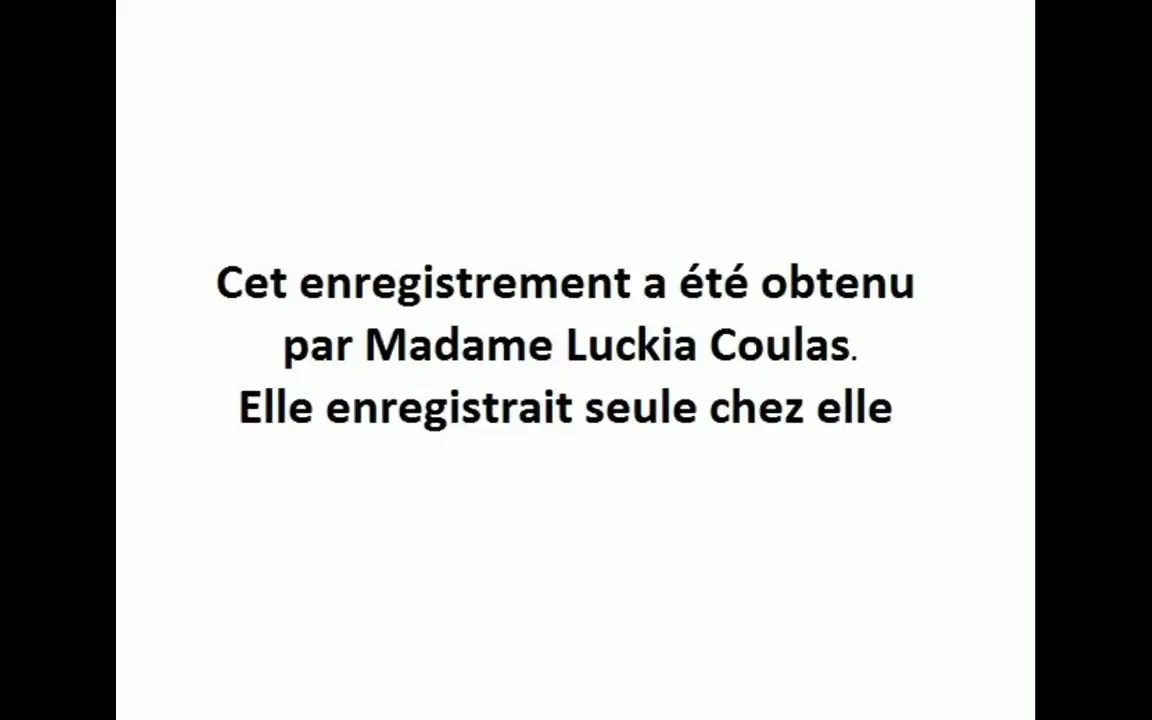 Cet enregistrement a été obtenu
par Madame Luckia Coulas.
Elle enregistrait seule chez elle